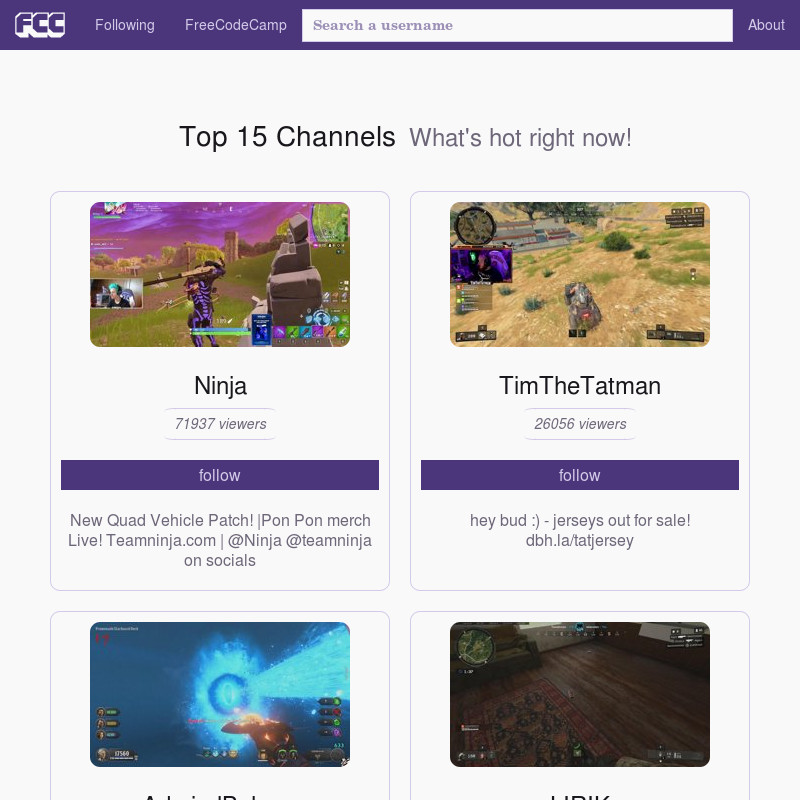 FCC Following FreeCodeCamp Search a username About
Top 15 Channels What's hot right now!
Ninja
71937 viewers
follow
New Quad Vehicle Patch! |Pon Pon merch
Live! Teamninja.com | @Ninja @teamninja
on socials
TimTheTatman
26056 viewers
follow
hey bud :) - jerseys out for sale!
dbh.la/tatjersey